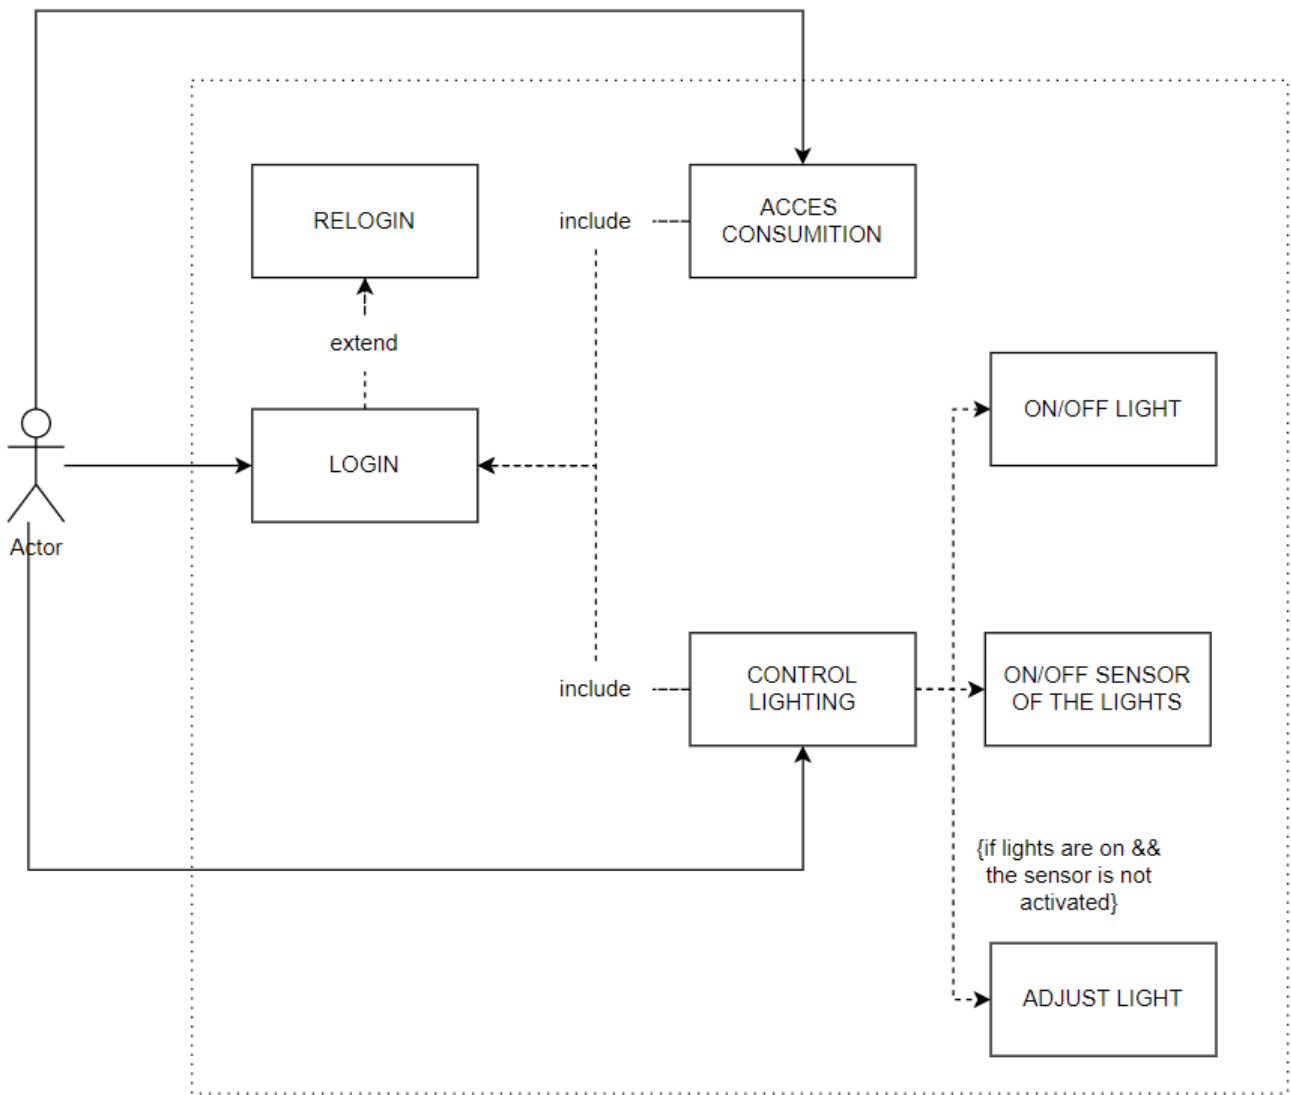 ACCES
CONSUMITION
RELOGIN
include
extend
ON/OFF LIGHT
LOGIN
Actor
include
CONTROL
LIGHTING
ON/OFF SENSOR
OF THE LIGHTS
{if lights are on &&
the sensor is not
activated}
ADJUST LIGHT